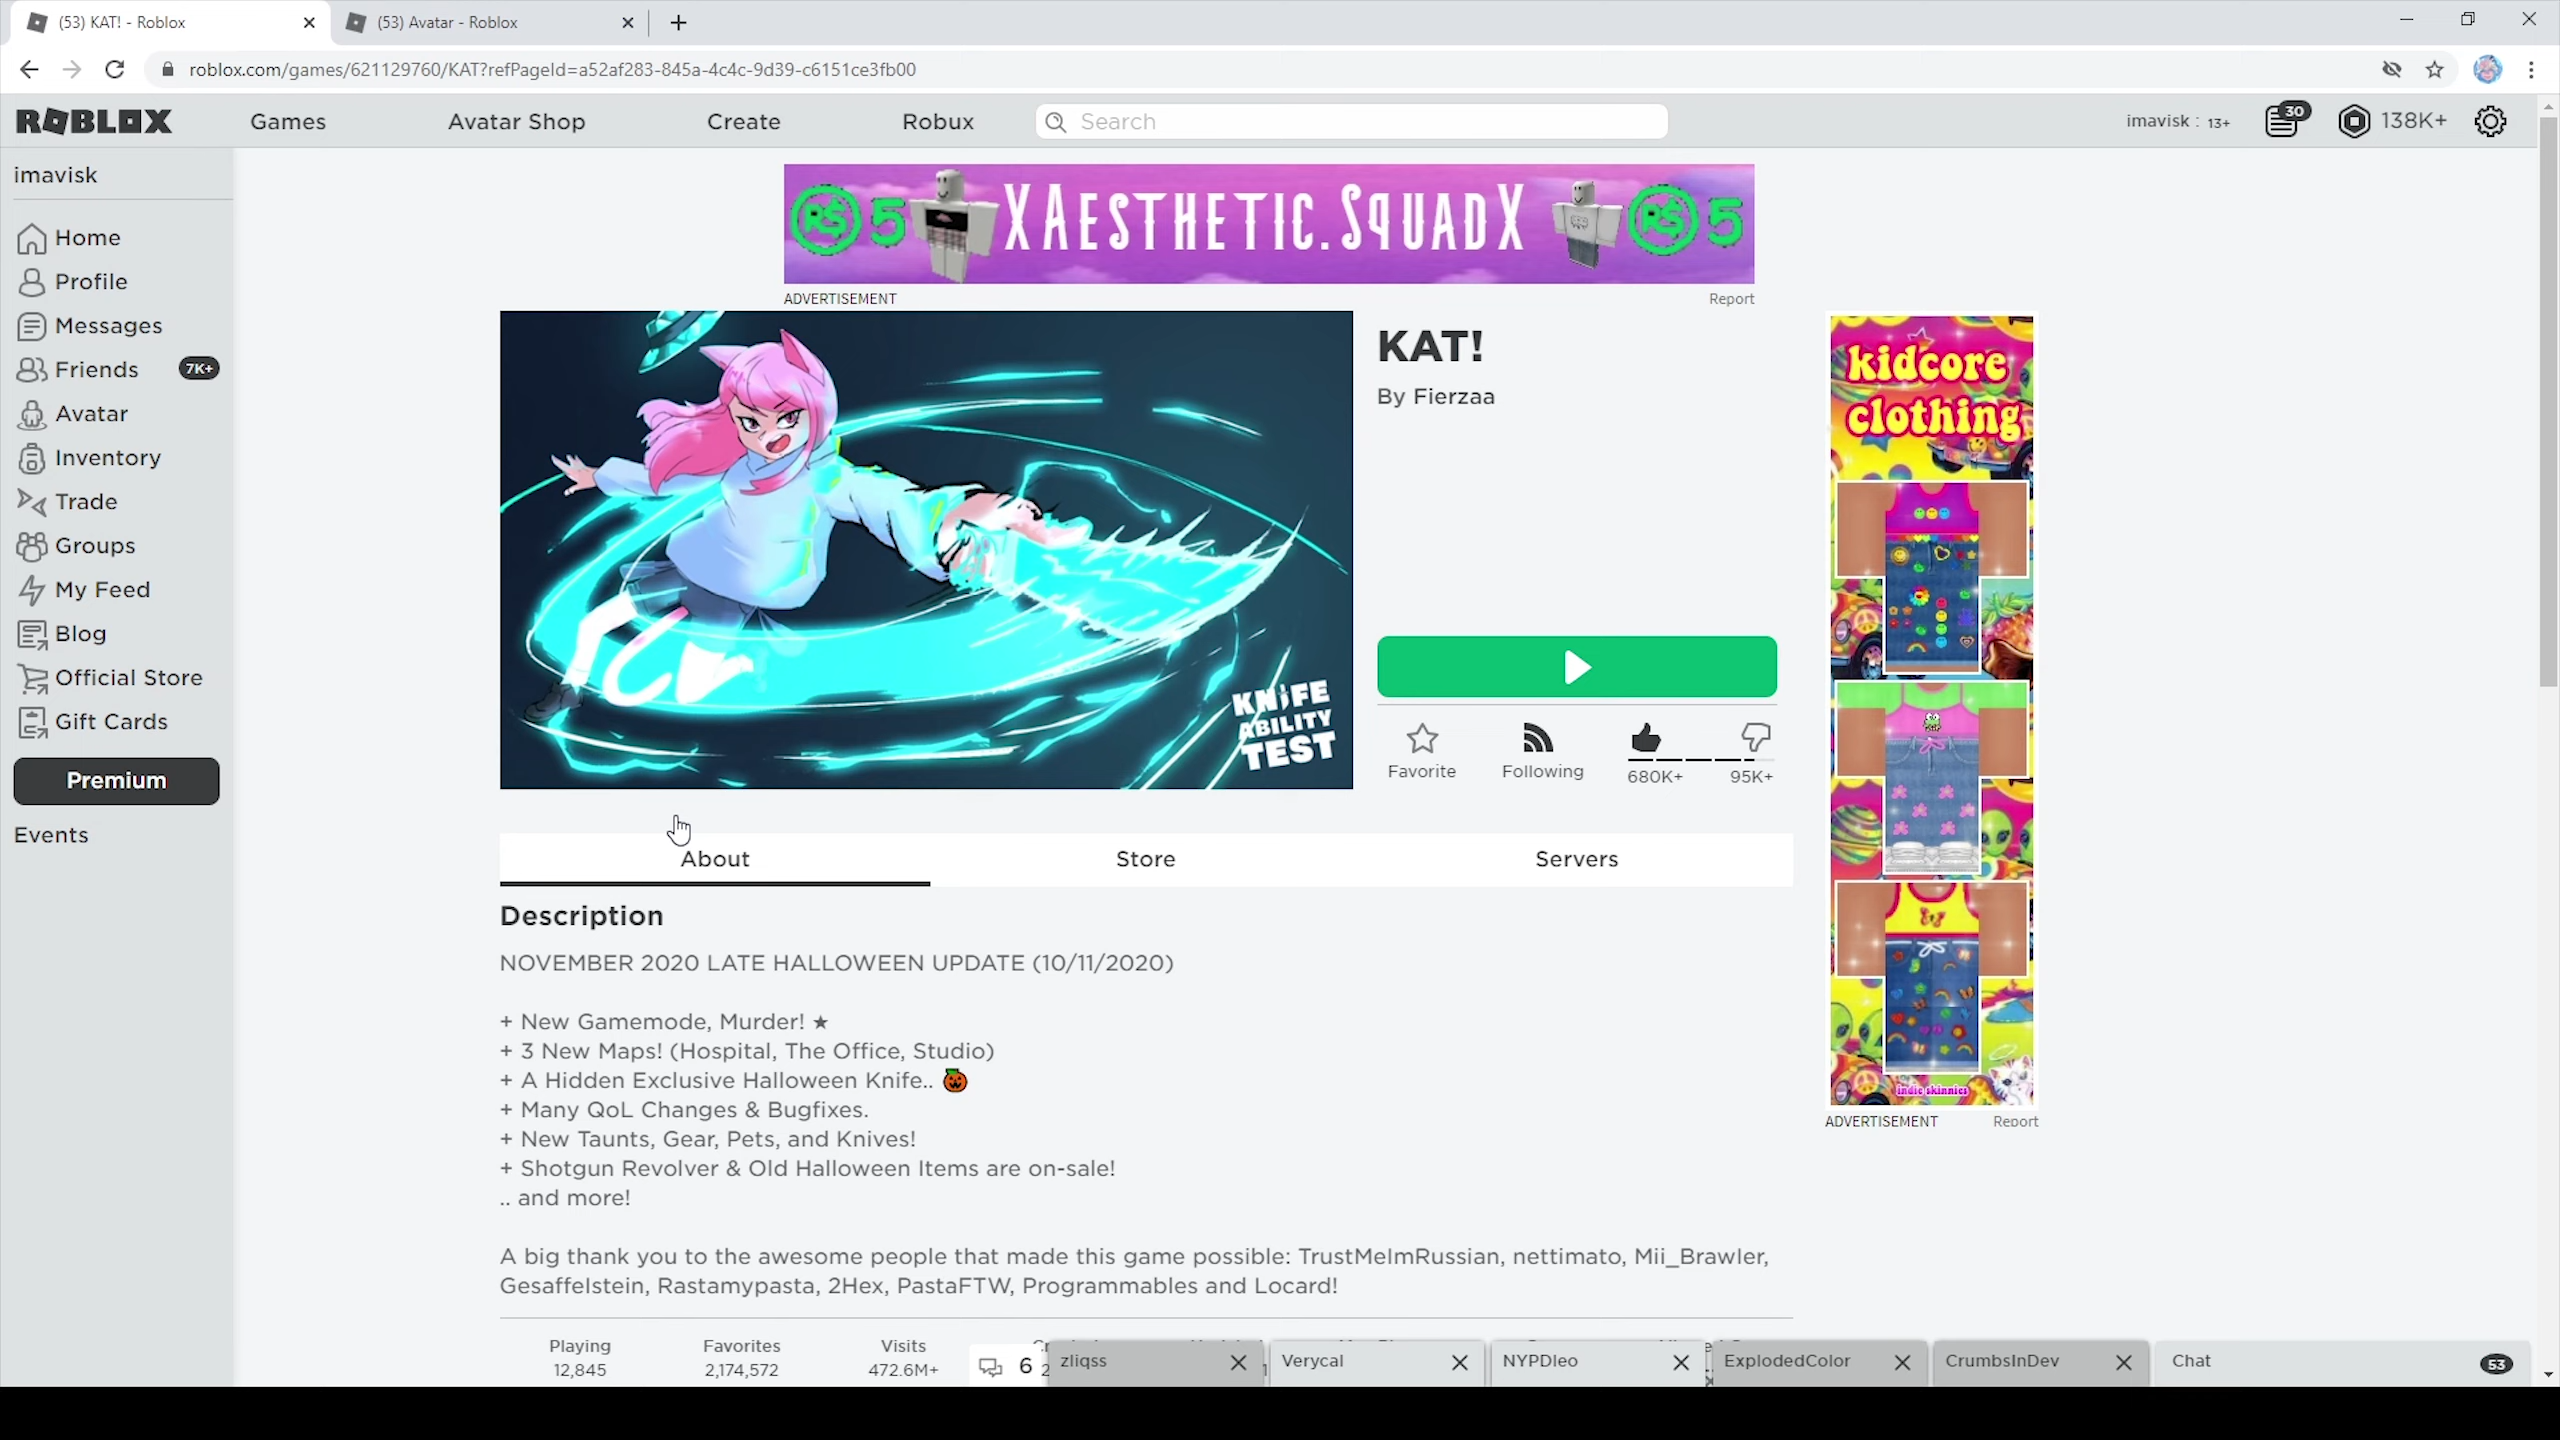 (53) KAT! - Roblox
(53) Avatar - Roblox
roblox.com/games/621129760/KAT?refPageId=a52af283-845a-4c4c-9d39-c6151ce3fb00
ROBLOX
Games
Avatar Shop
Create
Robux
Search
imavisk : 13+
30
138K+
imavisk
Home
Profile
Messages
Friends 7K+
Avatar
Inventory
Trade
Groups
My Feed
Blog
Official Store
Gift Cards
Premium
Events
R$ 5 XAESTHETIC.SQUADX R$ 5
ADVERTISEMENT Report
KNIFE
ABILITY
TEST
KAT!
By Fierzaa
Favorite
Following
680K+
95K+
kidcore
clothing
indie skinnies
ADVERTISEMENT Report
About
Store
Servers
Description
NOVEMBER 2020 LATE HALLOWEEN UPDATE (10/11/2020)
+ New Gamemode, Murder! ★
+ 3 New Maps! (Hospital, The Office, Studio)
+ A Hidden Exclusive Halloween Knife.. 🎃
+ Many QoL Changes & Bugfixes.
+ New Taunts, Gear, Pets, and Knives!
+ Shotgun Revolver & Old Halloween Items are on-sale!
.. and more!
A big thank you to the awesome people that made this game possible: TrustMeImRussian, nettimato, Mii_Brawler,
Gesaffelstein, Rastamypasta, 2Hex, PastaFTW, Programmables and Locard!
Playing
12,845
Favorites
2,174,572
Visits
472.6M+
6
zliqss
Verycal
NYPDleo
ExplodedColor
CrumbsInDev
Chat
53